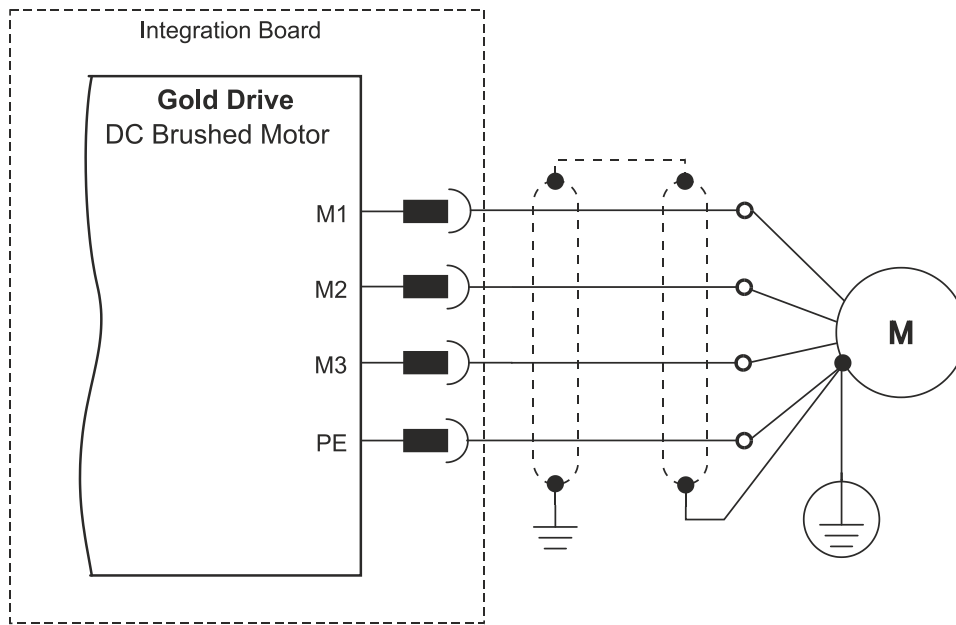 Integration Board
Gold Drive
DC Brushed Motor
M1
M2
M3
PE
M